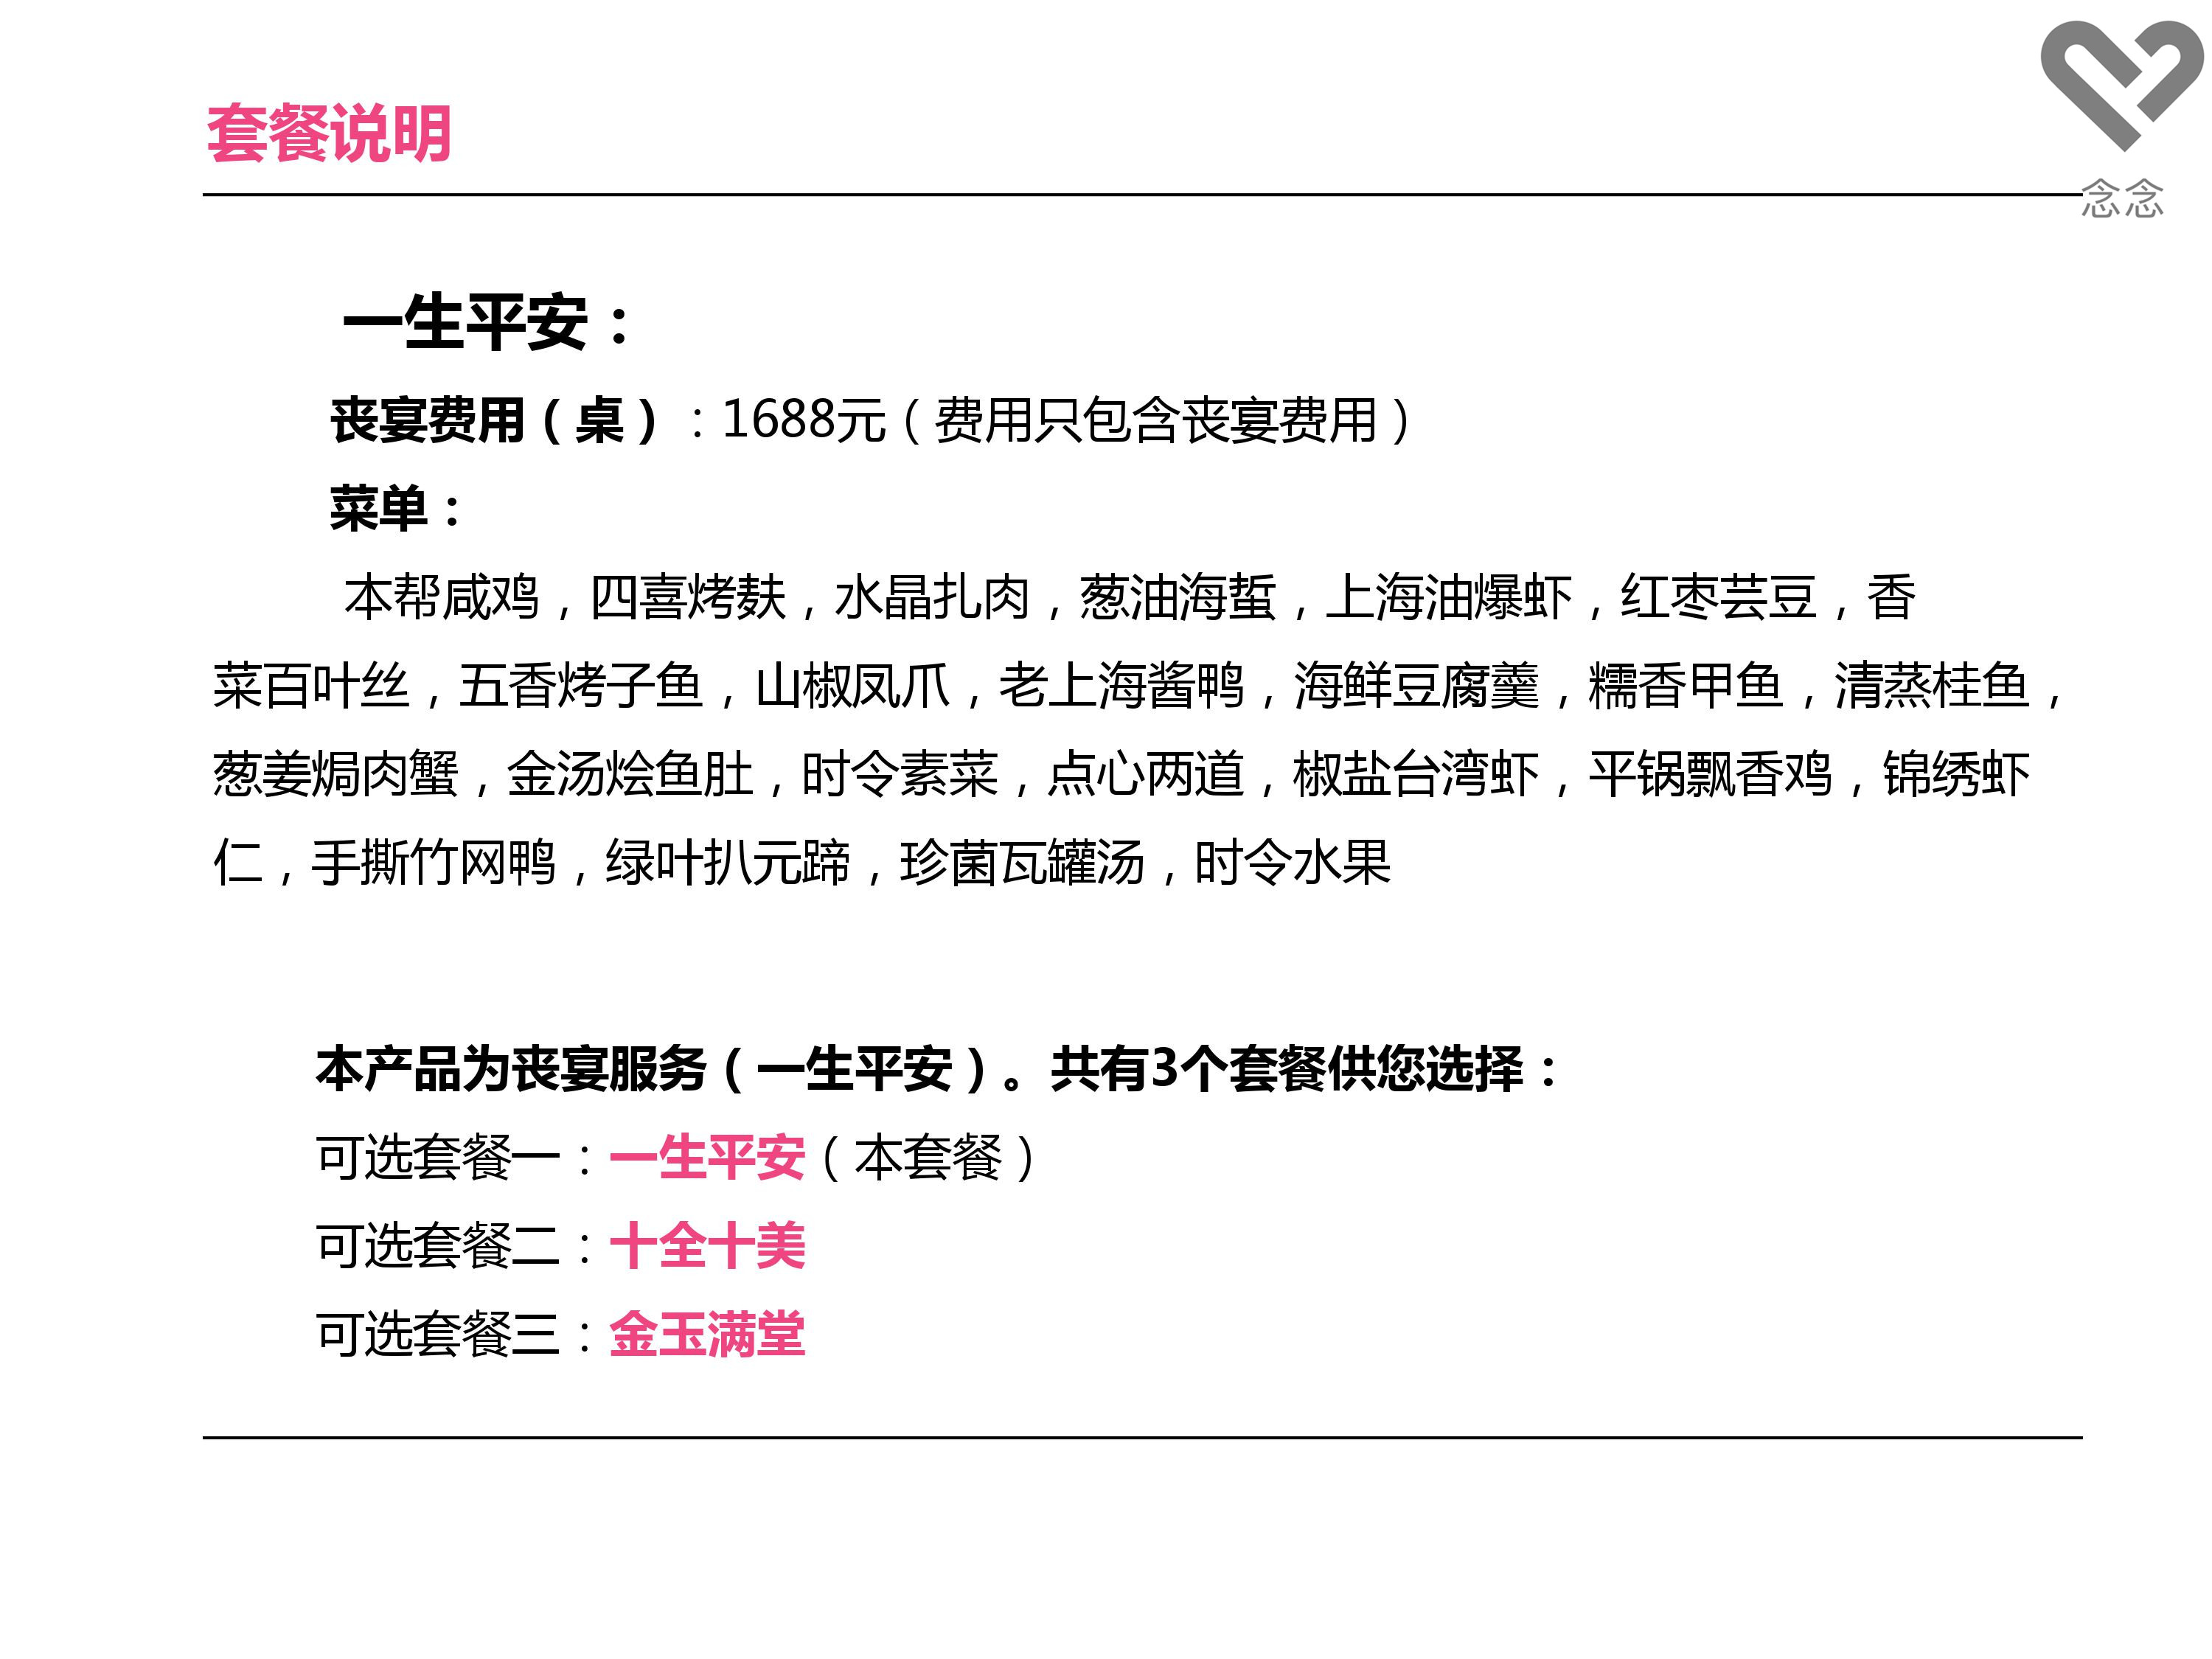 套餐说明
念念
一生平安：
丧宴费用（桌）：1688元（费用只包含丧宴费用）
菜单：
本帮咸鸡，四喜烤麸，水晶扎肉，葱油海蜇，上海油爆虾，红枣芸豆，香
菜百叶丝，五香烤子鱼，山椒凤爪，老上海酱鸭，海鲜豆腐羹，糯香甲鱼，清蒸桂鱼，
葱姜焗肉蟹，金汤烩鱼肚，时令素菜，点心两道，椒盐台湾虾，平锅飘香鸡，锦绣虾
仁，手撕竹网鸭，绿叶扒元蹄，珍菌瓦罐汤，时令水果
本产品为丧宴服务（一生平安）。共有3个套餐供您选择：
可选套餐一：一生平安（本套餐）
可选套餐二：十全十美
可选套餐三：金玉满堂